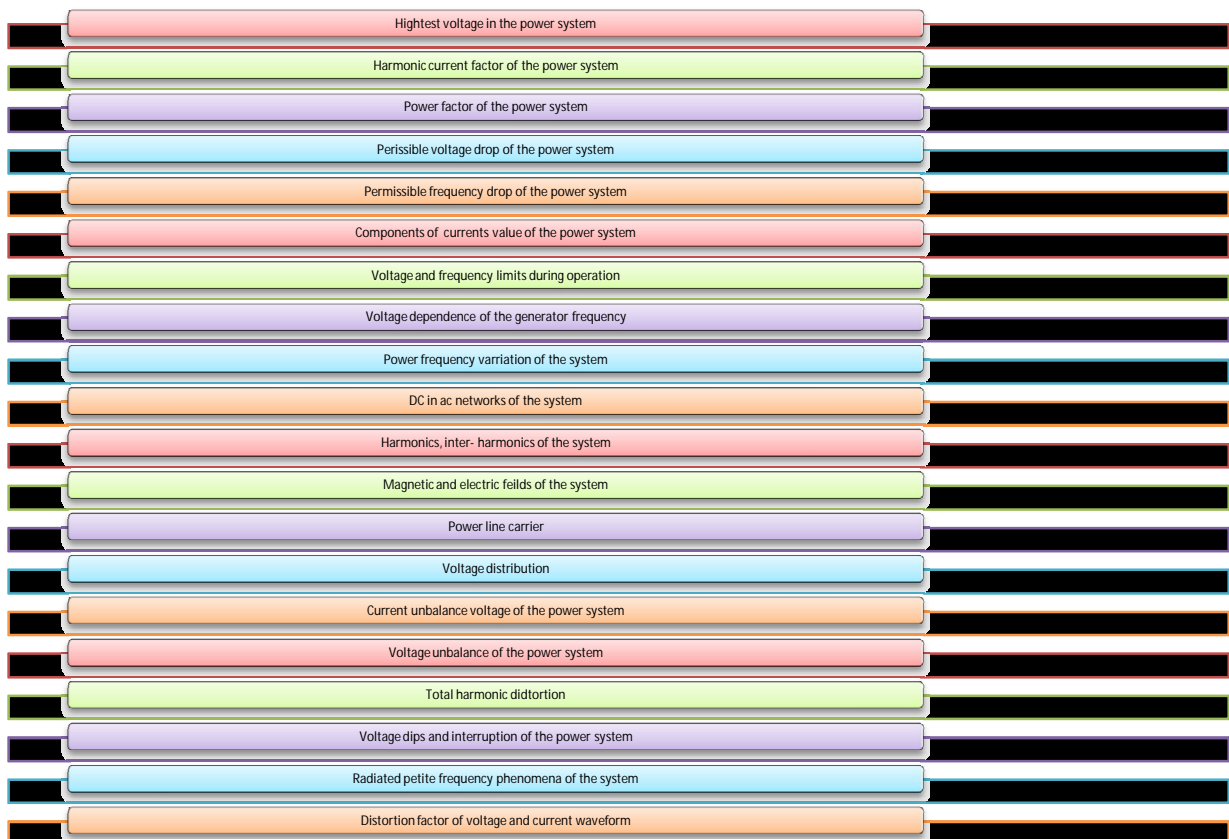 Hightest voltage in the power system
Harmonic current factor of the power system
Power factor of the power system
Perissible voltage drop of the power system
Permissible frequency drop of the power system
Components of currents value of the power system
Voltage and frequency limits during operation
Voltage dependence of the generator frequency
Power frequency varriation of the system
DC in ac networks of the system
Harmonics, inter- harmonics of the system
Magnetic and electric feilds of the system
Power line carrier
Voltage distribution
Current unbalance voltage of the power system
Voltage unbalance of the power system
Total harmonic didtortion
Voltage dips and interruption of the power system
Radiated petite frequency phenomena of the system
Distortion factor of voltage and current waveform